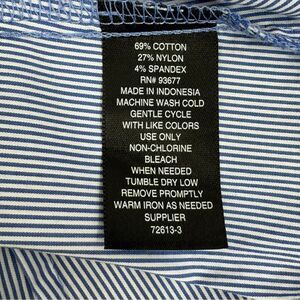 69% COTTON
27% NYLON
4% SPANDEX
RN# 93677
MADE IN INDONESIA
MACHINE WASH COLD
GENTLE CYCLE
WITH LIKE COLORS
USE ONLY
NON-CHLORINE
BLEACH
WHEN NEEDED
TUMBLE DRY LOW
REMOVE PROMPTLY
WARM IRON AS NEEDED
SUPPLIER
72613-3